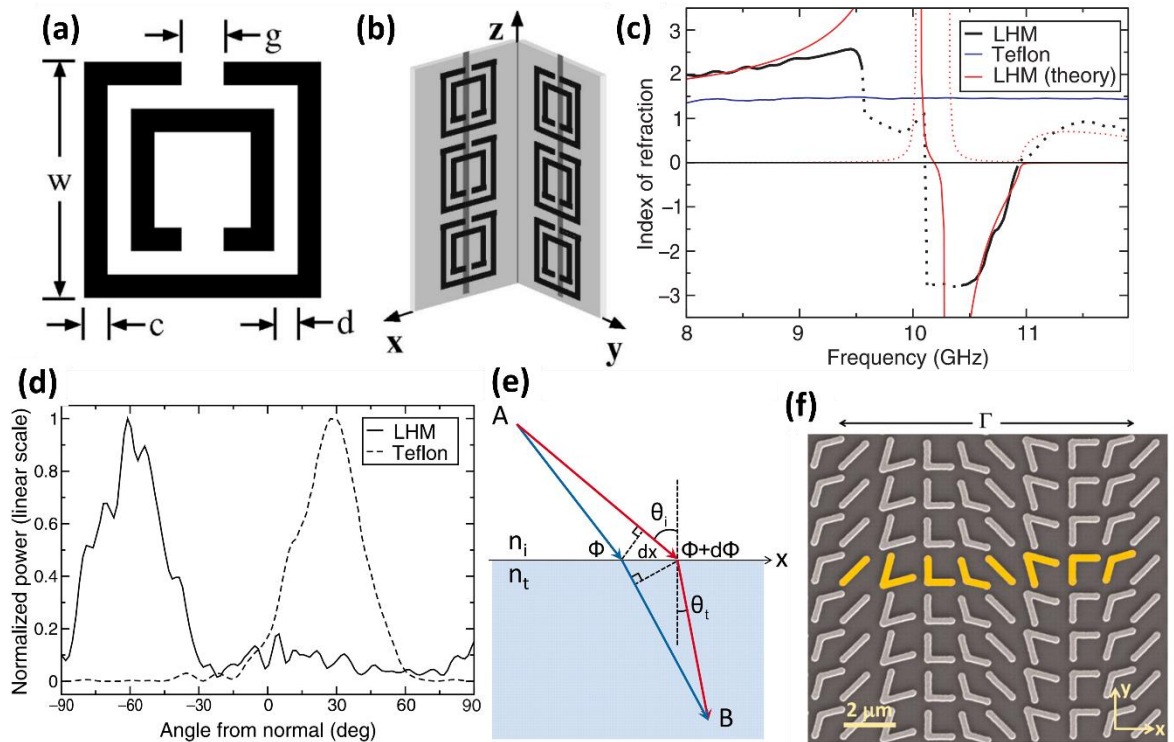 (a)
g
w
c
d
(b)
z
x
y
(c)
Index of refraction
3
2
1
0
−1
−2
−3
LHM
Teflon
LHM (theory)
8
9
10
11
Frequency (GHz)
(d)
Normalized power (linear scale)
1
0.8
0.6
0.4
0.2
0
LHM
Teflon
−90
−60
−30
0
30
60
90
Angle from normal (deg)
(e)
A
θi
ni
Φ
dx
Φ+dΦ
x
nt
θt
B
(f)
Γ
2 μm
y
x